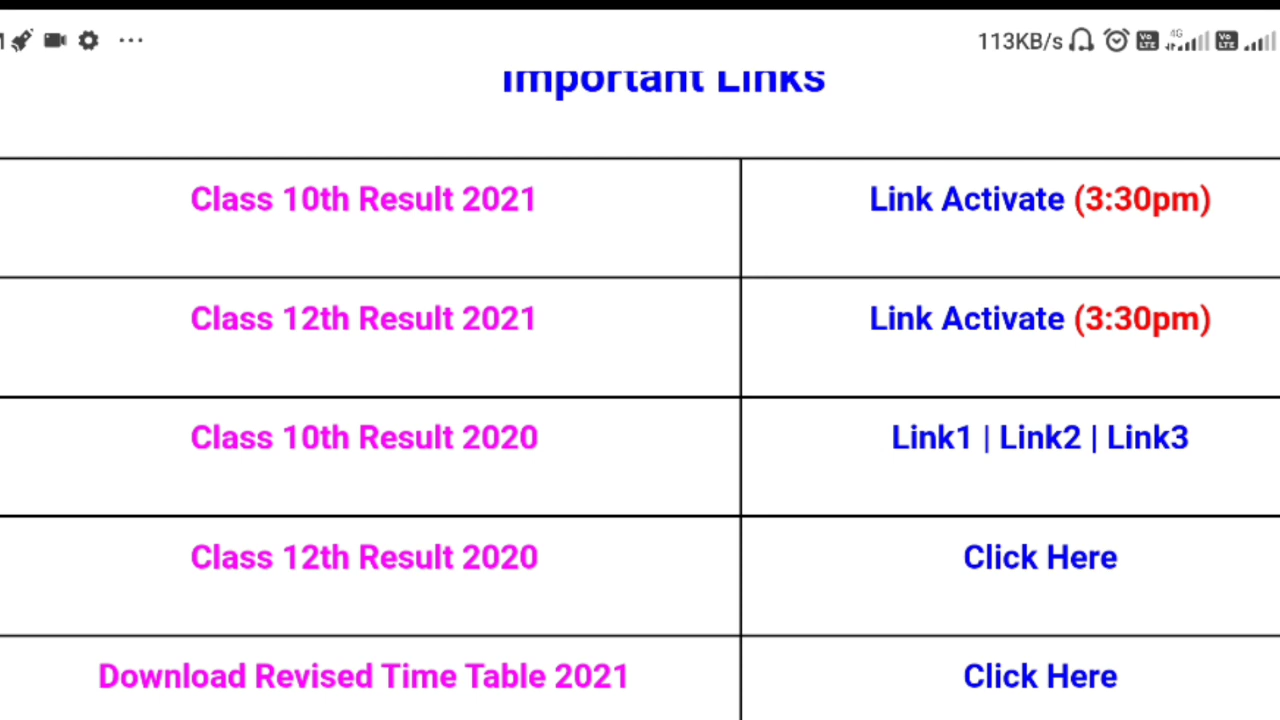 113KB/s
4G
Important Links
Class 10th Result 2021 Link Activate (3:30pm)
Class 12th Result 2021 Link Activate (3:30pm)
Class 10th Result 2020 Link1 | Link2 | Link3
Class 12th Result 2020 Click Here
Download Revised Time Table 2021 Click Here